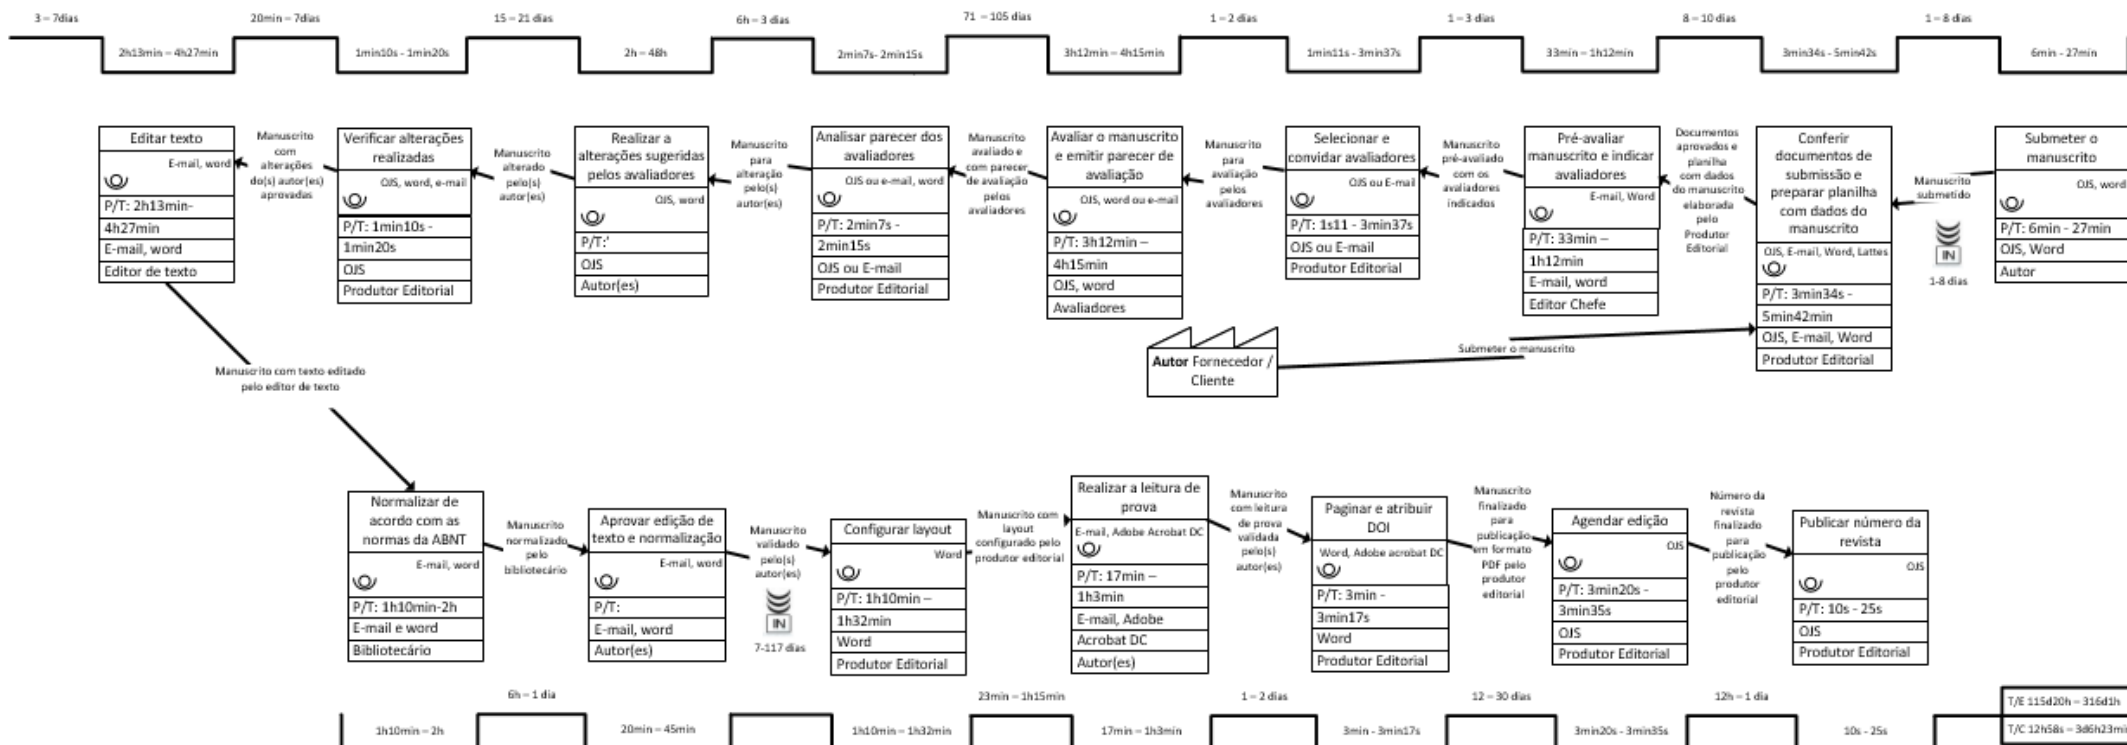 3 – 7dias
20min – 7dias
15 – 21 dias
6h – 3 dias
71 – 105 dias
1 – 2 dias
1 – 3 dias
8 – 10 dias
1 – 8 dias
2h13min – 4h27min
1min10s - 1min20s
2h – 48h
2min7s- 2min15s
3h12min – 4h15min
1min11s - 3min37s
33min – 1h12min
3min34s - 5min42s
6min - 27min
Editar texto
E-mail, word
P/T: 2h13min-
4h27min
E-mail, word
Editor de texto
Manuscrito
com
alterações
do(s) autor(es)
aprovadas
Verificar alterações
realizadas
OJS, word, e-mail
P/T: 1min10s -
1min20s
OJS
Produtor Editorial
Manuscrito
alterado
pelo(s)
autor(es)
Realizar a
alterações sugeridas
pelos avaliadores
OJS, word
P/T:'
OJS
Autor(es)
Manuscrito
para
alteração
pelo(s)
autor(es)
Analisar parecer dos
avaliadores
OJS ou e-mail, word
P/T: 2min7s -
2min15s
OJS ou E-mail
Produtor Editorial
Manuscrito
avaliado e
com parecer
de avaliação
pelos
avaliadores
Avaliar o manuscrito
e emitir parecer de
avaliação
OJS, word ou e-mail
P/T: 3h12min –
4h15min
OJS, word
Avaliadores
Manuscrito
para
avaliação
pelos
avaliadores
Selecionar e
convidar avaliadores
OJS ou E-mail
P/T: 1s11 - 3min37s
OJS ou E-mail
Produtor Editorial
Manuscrito
pré-avaliado
com os
avaliadores
indicados
Pré-avaliar
manuscrito e indicar
avaliadores
E-mail, Word
P/T: 33min –
1h12min
E-mail, word
Editor Chefe
Documentos
aprovados e
planilha
com dados
do manuscrito
elaborada
pelo
Produtor
Editorial
Conferir
documentos de
submissão e
preparar planilha
com dados do
manuscrito
OJS, E-mail, Word, Lattes
P/T: 3min34s -
5min42min
OJS, E-mail, Word
Produtor Editorial
Manuscrito
submetido
IN
1-8 dias
Submeter o
manuscrito
OJS, word
P/T: 6min - 27min
OJS, Word
Autor
Autor Fornecedor /
Cliente
Submeter o manuscrito
Manuscrito com texto editado
pelo editor de texto
Normalizar de
acordo com as
normas da ABNT
E-mail, word
P/T: 1h10min-2h
E-mail e word
Bibliotecário
Manuscrito
normalizado
pelo
bibliotecário
Aprovar edição de
texto e normalização
E-mail, word
P/T:
E-mail, word
Autor(es)
Manuscrito
validado
pelo(s)
autor(es)
IN
7-117 dias
Configurar layout
Word
P/T: 1h10min –
1h32min
Word
Produtor Editorial
Manuscrito com
layout
configurado pelo
produtor editorial
Realizar a leitura de
prova
E-mail, Adobe Acrobat DC
P/T: 17min –
1h3min
E-mail, Adobe
Acrobat DC
Autor(es)
Manuscrito
com leitura
de prova
validada
pelo(s)
autor(es)
Paginar e atribuir
DOI
Word, Adobe acrobat DC
P/T: 3min -
3min17s
Word
Produtor Editorial
Manuscrito
finalizado
para
publicação
em formato
PDF pelo
produtor
editorial
Agendar edição
OJS
P/T: 3min20s -
3min35s
OJS
Produtor Editorial
Número da
revista
finalizado
para
publicação
pelo
produtor
editorial
Publicar número da
revista
OJS
P/T: 10s - 25s
OJS
Produtor Editorial
6h – 1 dia
23min – 1h15min
1 – 2 dias
12 – 30 dias
12h – 1 dia
1h10min – 2h
20min – 45min
1h10min – 1h32min
17min – 1h3min
3min - 3min17s
3min20s – 3min35s
10s - 25s
T/E 115d20h – 316d1h
T/C 12h58s – 3d6h23mi